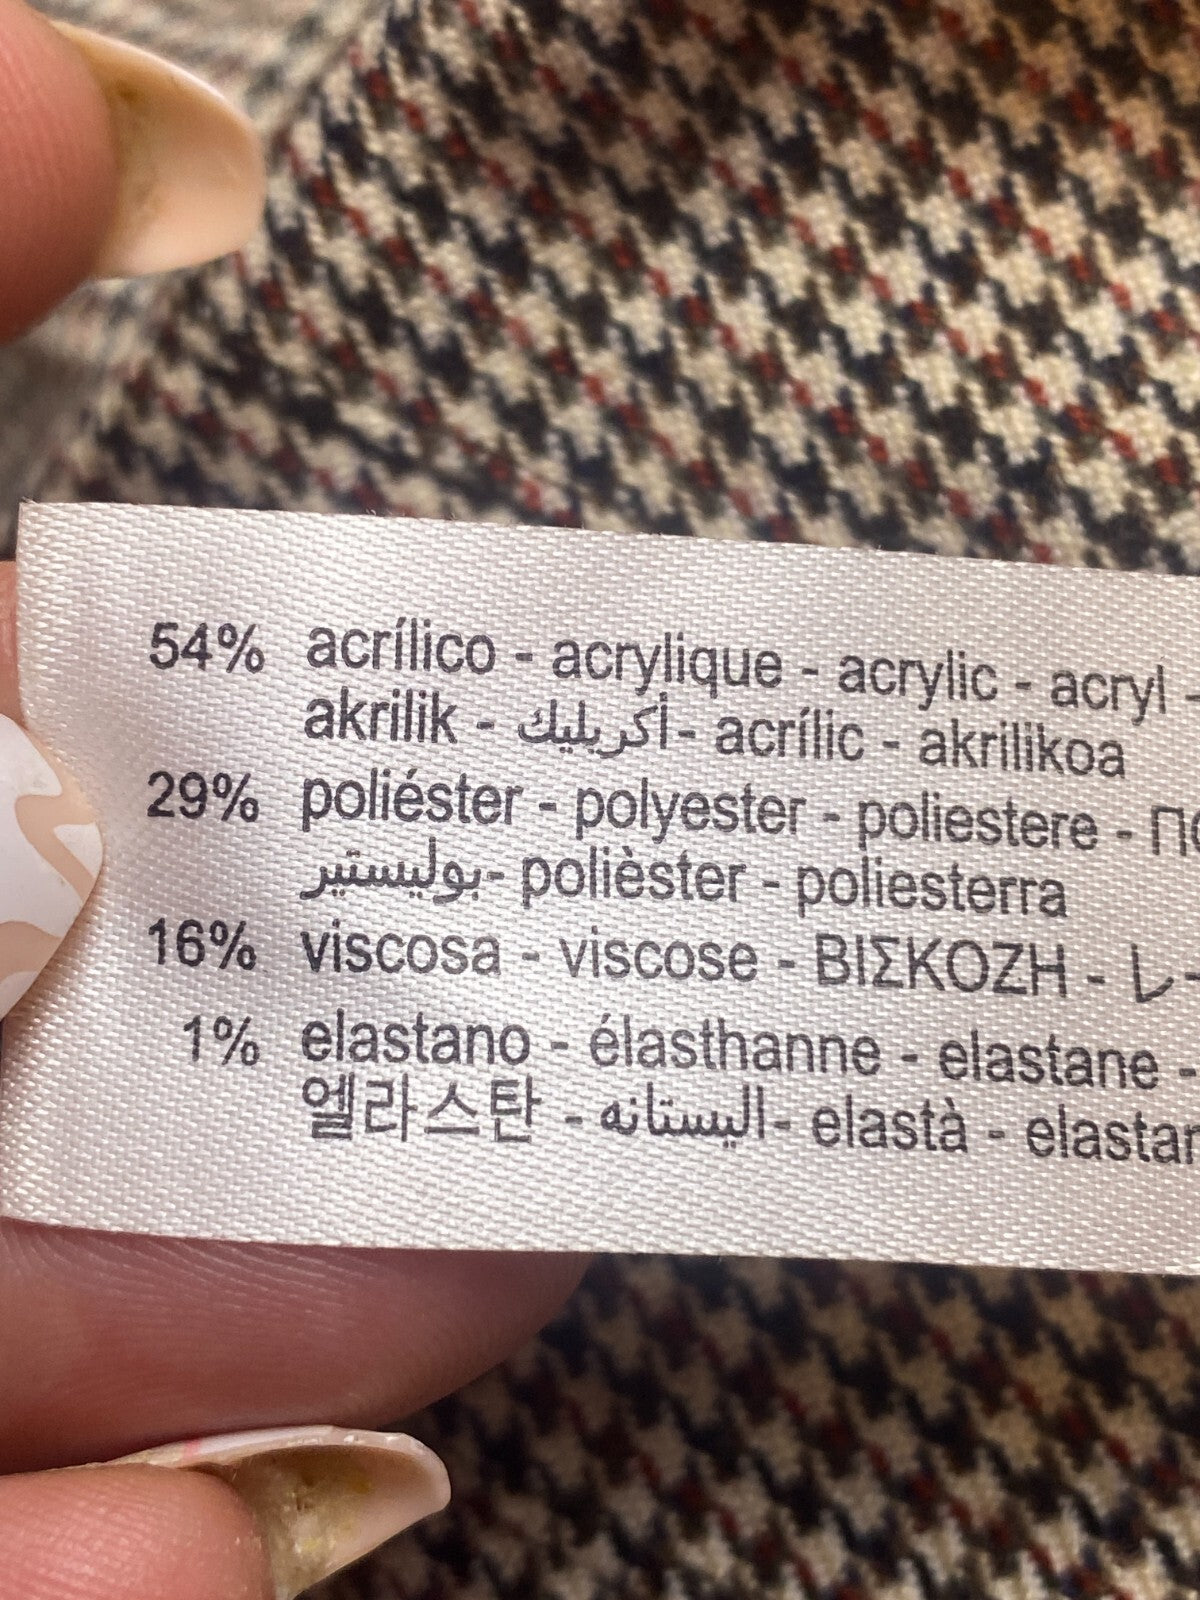 54% acrílico - acrylique - acrylic - acryl -
akrilik - أكريليك - acrílic - akrilikoa
29% poliéster - polyester - poliestere -
بوليستير - polièster - poliesterra
16% viscosa - viscose - ΒΙΣΚΟΖΗ - レ
1% elastano - élasthanne - elastane -
엘라스탄 - اليستانه - elastà -